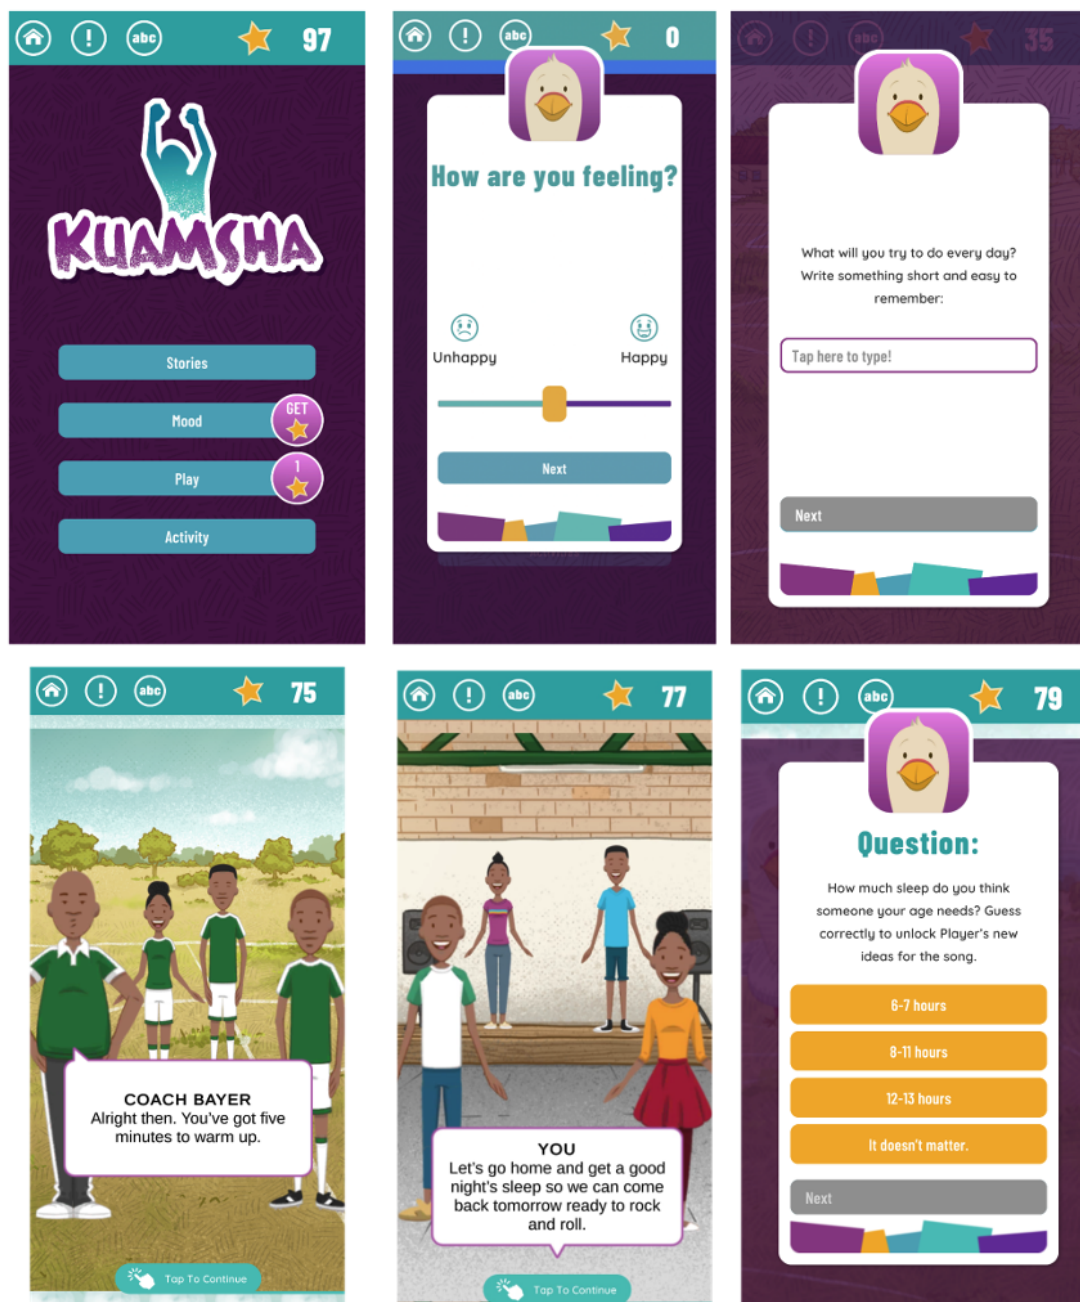 ! abc 97
KUAMSHA
Stories
Mood
GET
Play
1
Activity
! abc 0
How are you feeling?
Unhappy Happy
Next
! abc 35
What will you try to do every day?
Write something short and easy to
remember:
Tap here to type!
Next
! abc 75
COACH BAYER
Alright then. You've got five
minutes to warm up.
Tap To Continue
! abc 77
YOU
Let's go home and get a good
night's sleep so we can come
back tomorrow ready to rock
and roll.
Tap To Continue
! abc 79
Question:
How much sleep do you think
someone your age needs? Guess
correctly to unlock Player's new
ideas for the song.
6-7 hours
8-11 hours
12-13 hours
It doesn't matter.
Next